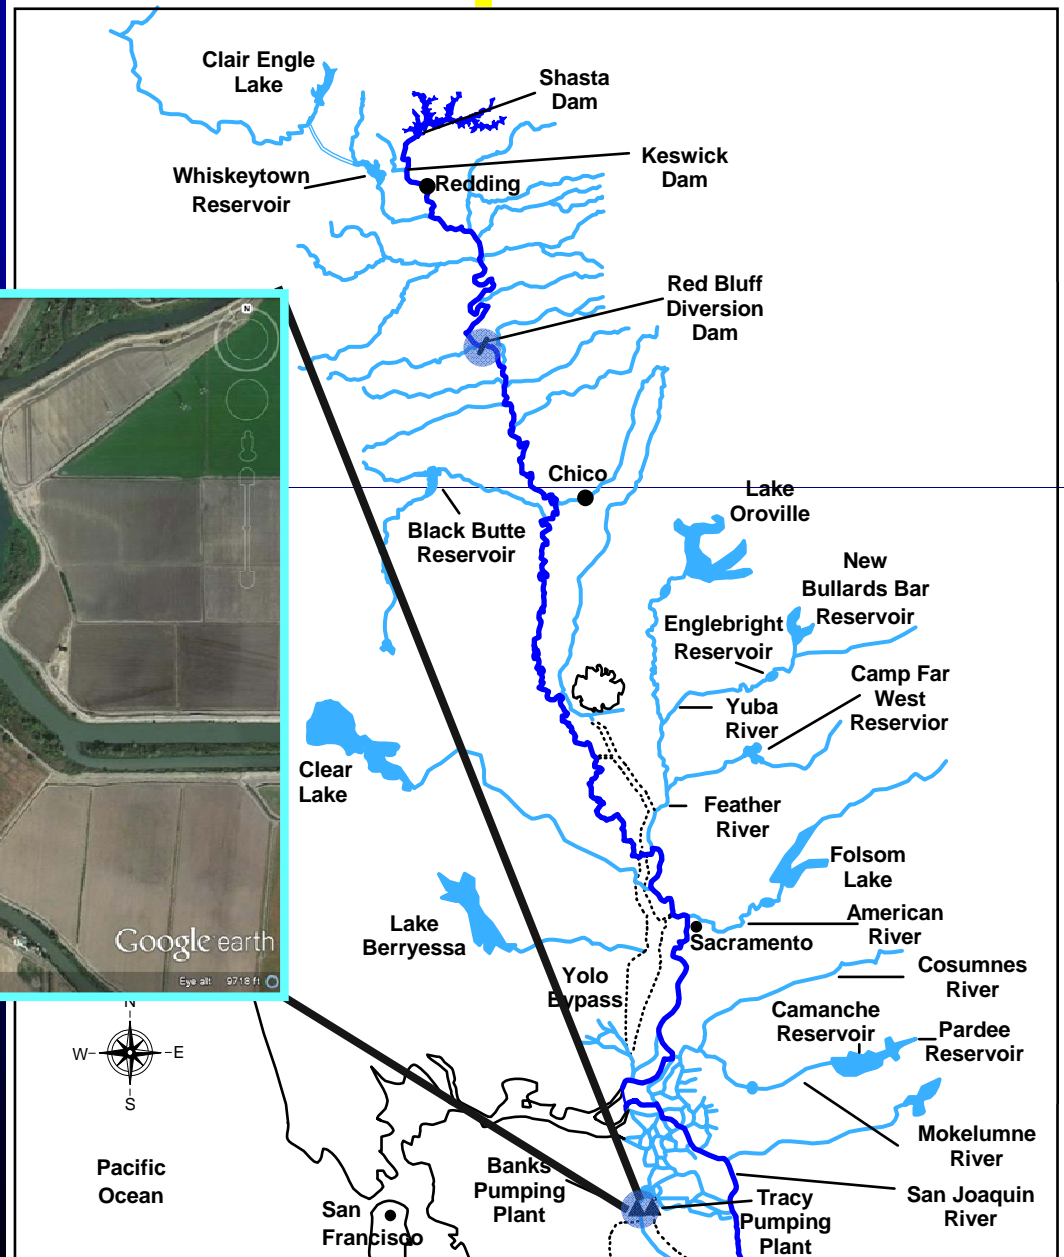 Clair Engle
Lake
Shasta
Dam
Keswick
Dam
Whiskeytown
Reservoir
Redding
Red Bluff
Diversion
Dam
N
Chico
Lake
Oroville
Black Butte
Reservoir
New
Bullards Bar
Reservoir
Englebright
Reservoir
Camp Far
West
Reservior
Yuba
River
Clear
Lake
Feather
River
Folsom
Lake
American
River
Lake
Berryessa
Sacramento
Google earth
Eye alt 9718 ft
Yolo
Bypass
Cosumnes
River
Camanche
Reservoir
Pardee
Reservoir
N
W
E
S
Mokelumne
River
Pacific
Ocean
Banks
Pumping
Plant
San Joaquin
River
Tracy
Pumping
Plant
San
Francisco